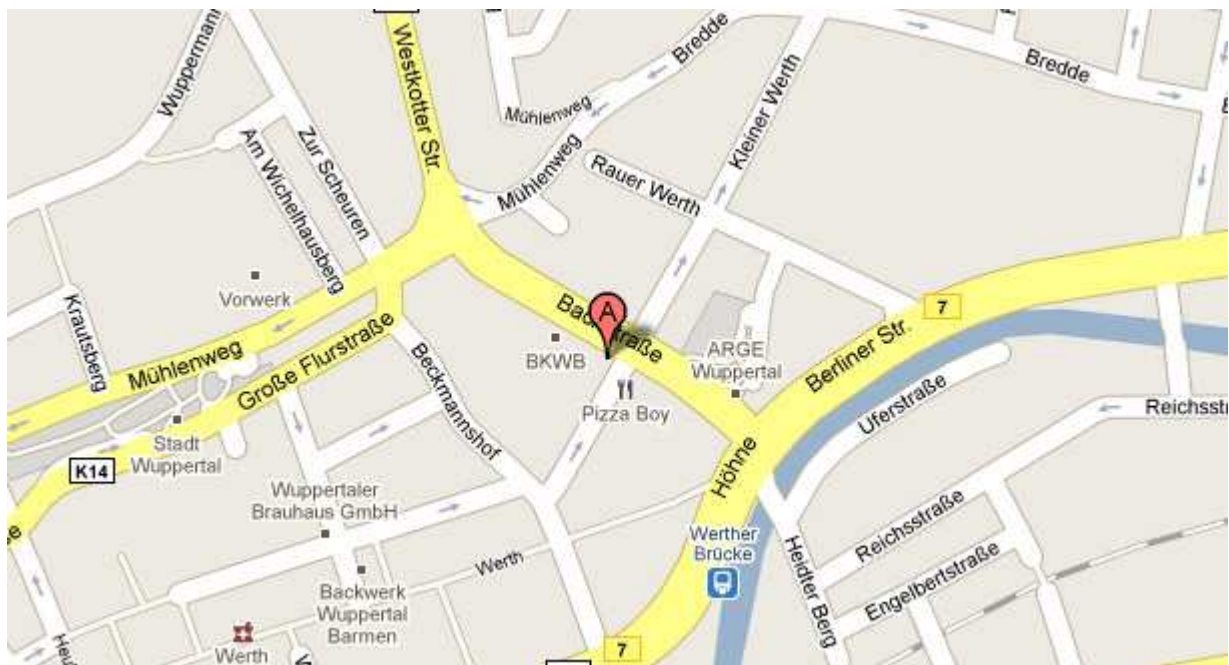 Wuppermann
Westkotter Str.
Bredde
Bredde
Kleiner Werth
Mühlenweg
Mühlenweg
Zur Scheuren
Am Wichelhausberg
Rauer Werth
Vorwerk
Krautsberg
Mühlenweg
Große Flurstraße
A
7
BKWB
ARGE
Wuppertal
Berliner Str.
Pizza Boy
Beckmannshof
Uferstraße
Reichsstr
Stadt
Wuppertal
K14
Höhne
Wuppertaler
Brauhaus GmbH
Reichsstraße
Werther
Brücke
Heidter Berg
Werth
Engelbertstraße
Backwerk
Wuppertal
Barmen
Werth
7